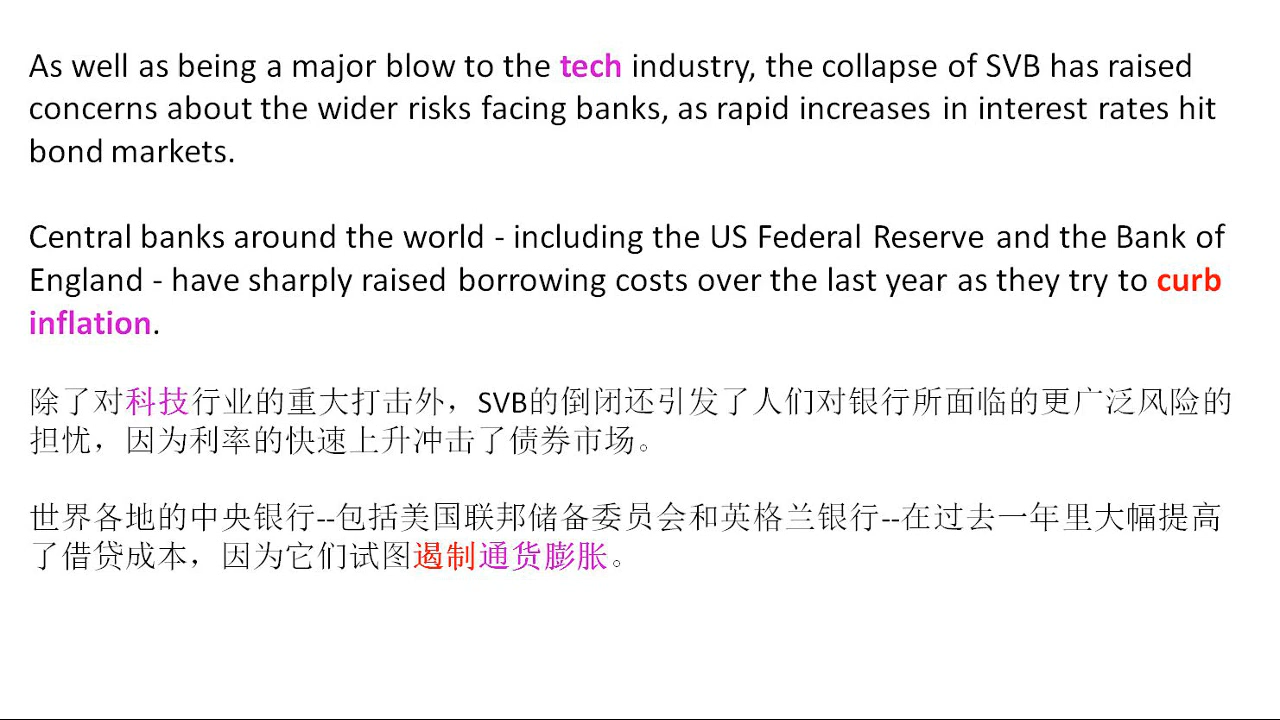 As well as being a major blow to the tech industry, the collapse of SVB has raised
concerns about the wider risks facing banks, as rapid increases in interest rates hit
bond markets.
Central banks around the world - including the US Federal Reserve and the Bank of
England - have sharply raised borrowing costs over the last year as they try to curb
inflation.
除了对科技行业的重大打击外，SVB的倒闭还引发了人们对银行所面临的更广泛风险的
担忧，因为利率的快速上升冲击了债券市场。
世界各地的中央银行--包括美国联邦储备委员会和英格兰银行--在过去一年里大幅提高
了借贷成本，因为它们试图遏制通货膨胀。